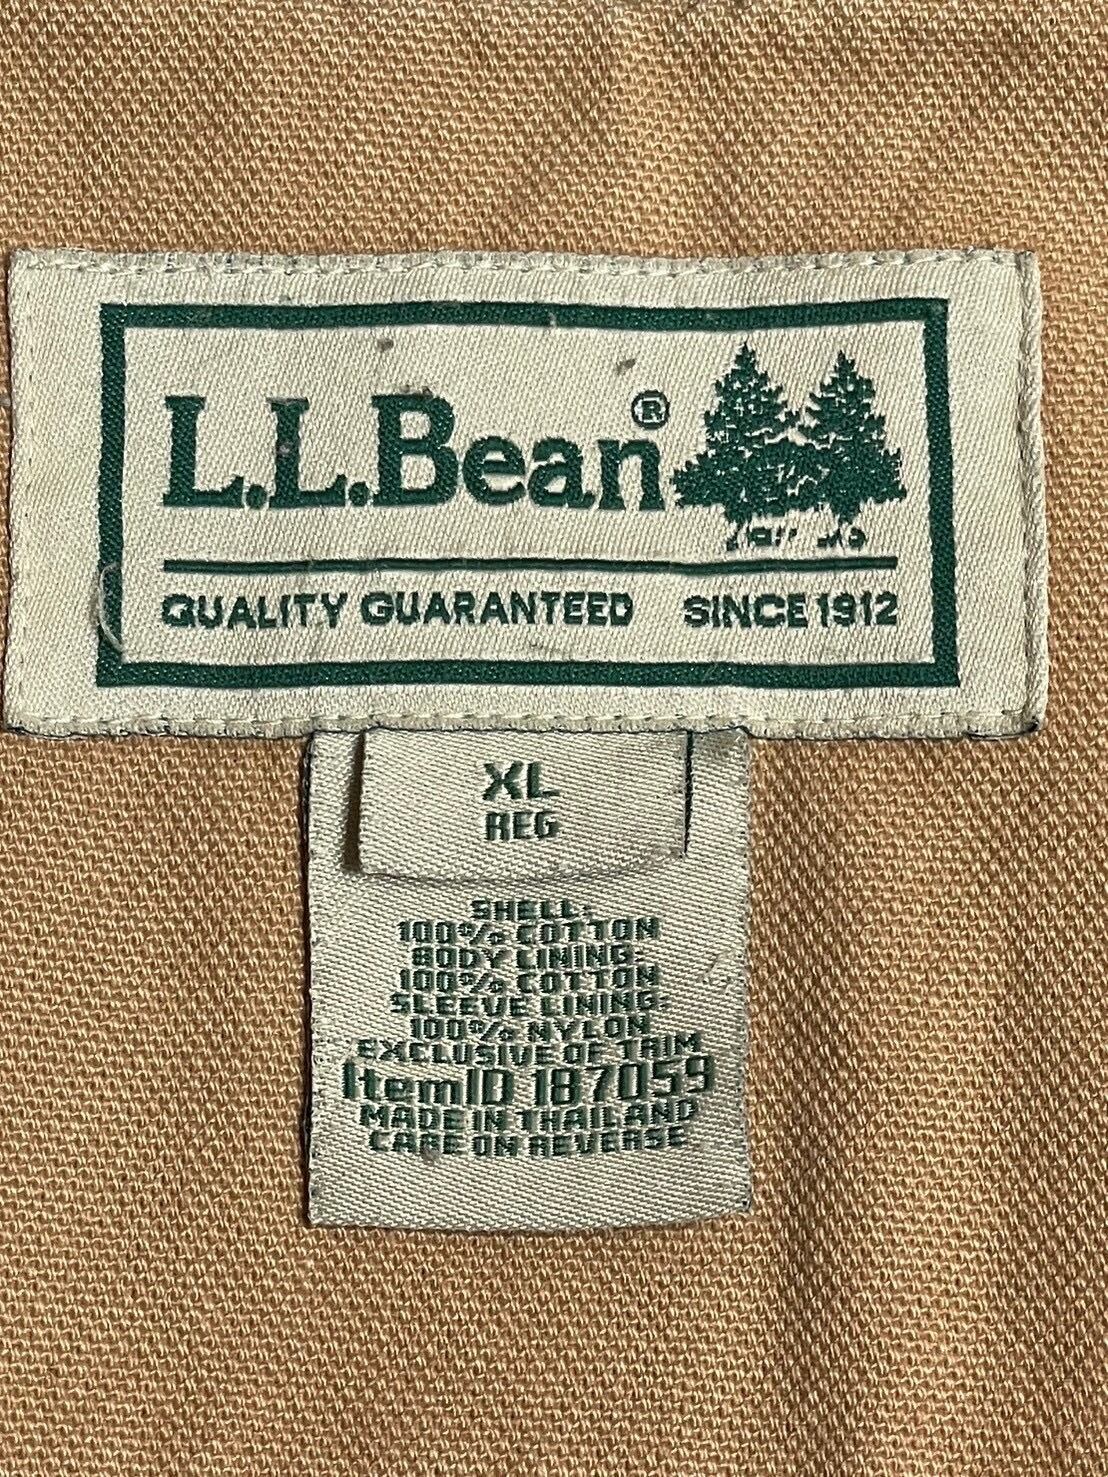 L.L.Bean®
QUALITY GUARANTEED SINCE 1912
XL
REG
SHELL:
100% COTTON
BODY LINING:
100% COTTON
SLEEVE LINING:
100% NYLON
EXCLUSIVE OF TRIM
ItemID 187059
MADE IN THAILAND
CARE ON REVERSE